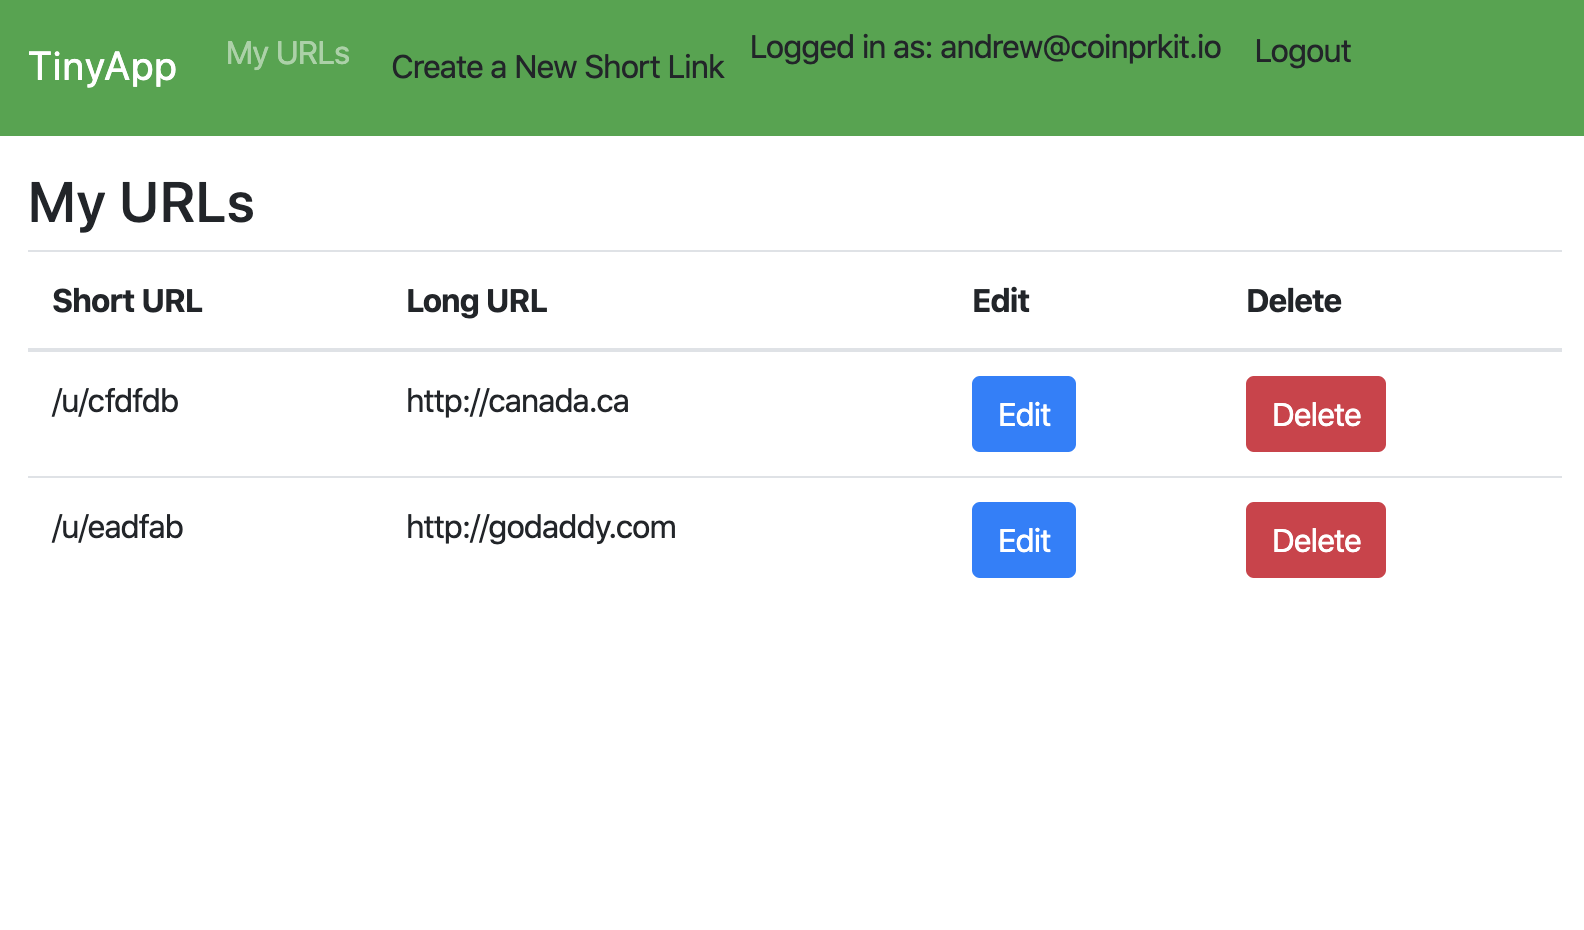 TinyApp My URLs Create a New Short Link Logged in as: andrew@coinprkit.io Logout
My URLs
Short URL Long URL Edit Delete
/u/cfdfdb http://canada.ca Edit Delete
/u/eadfab http://godaddy.com Edit Delete